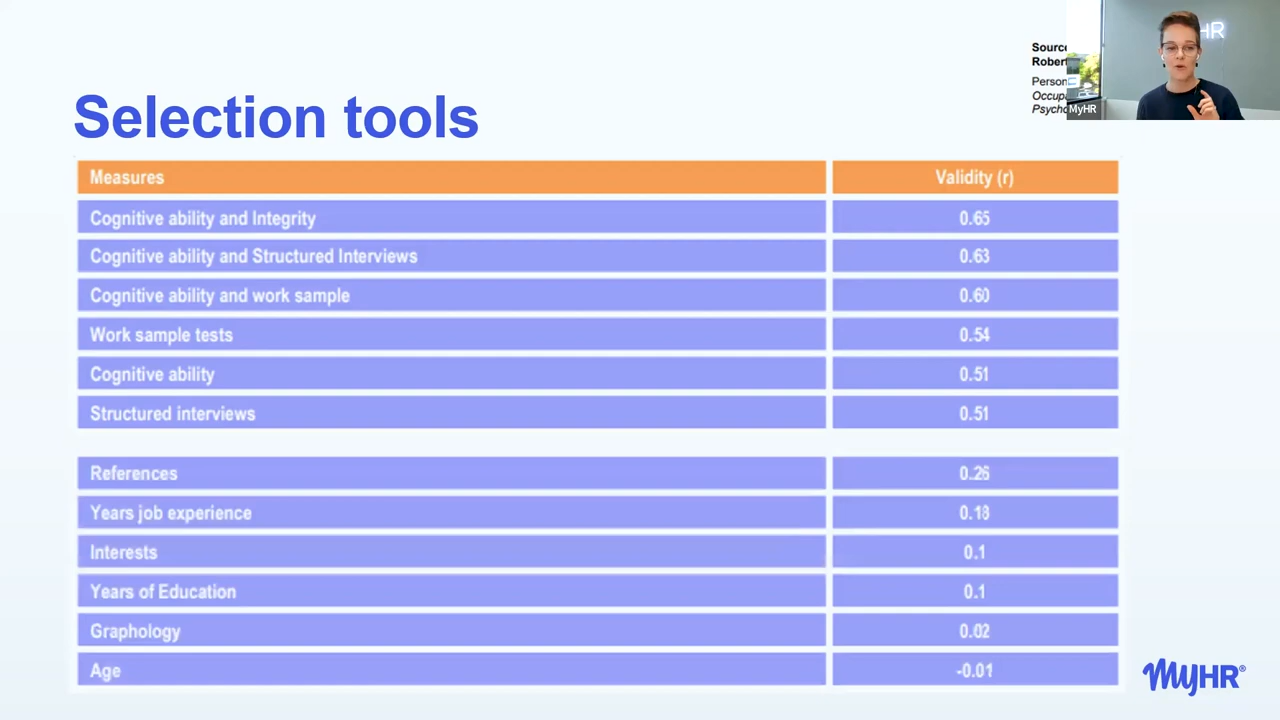 Selection tools
Robert
MyHR
HR
Measures Validity (r)
Cognitive ability and Integrity 0.65
Cognitive ability and Structured Interviews 0.63
Cognitive ability and work sample 0.60
Work sample tests 0.54
Cognitive ability 0.51
Structured interviews 0.51
References 0.26
Years job experience 0.18
Interests 0.1
Years of Education 0.1
Graphology 0.02
Age -0.01
MyHR®